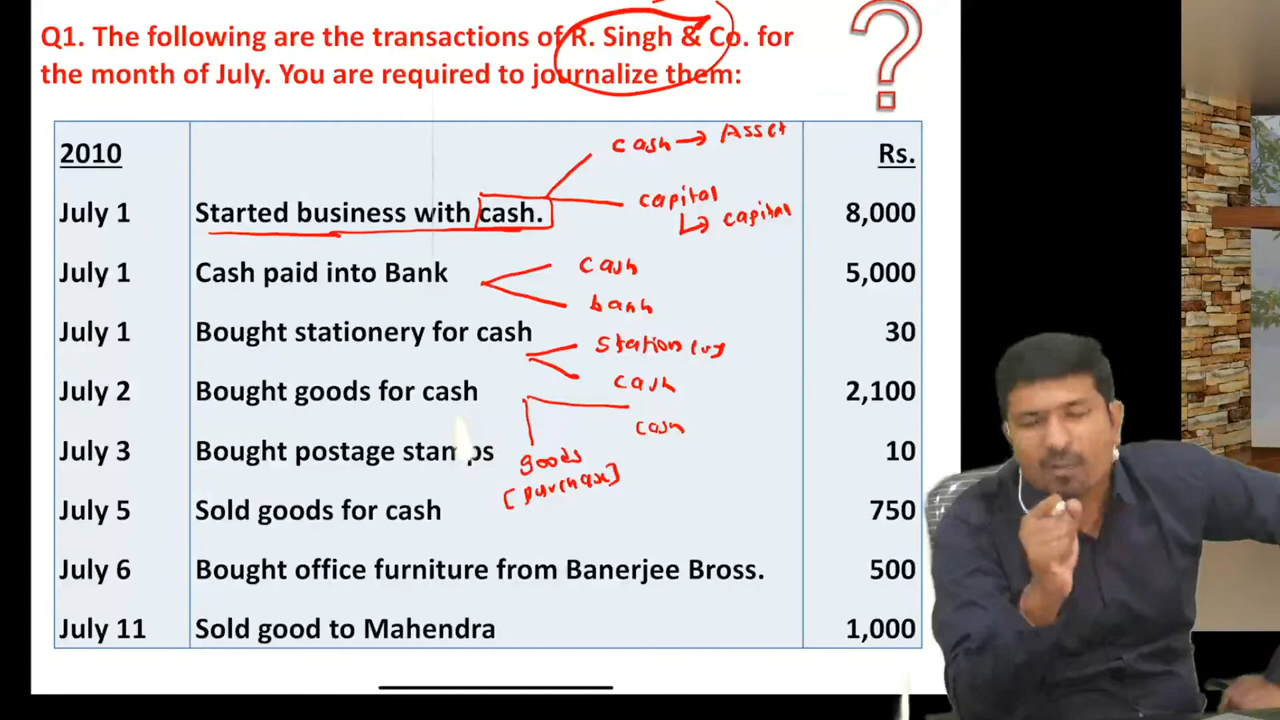 Q1. The following are the transactions of R. Singh & Co. for
the month of July. You are required to journalize them:
2010 Rs.
cash → Asset
July 1 Started business with cash. 8,000
capital
↳ capital
July 1 Cash paid into Bank 5,000
cash
bank
July 1 Bought stationery for cash 30
stationery
cash
July 2 Bought goods for cash 2,100
cash
July 3 Bought postage stamps 10
goods
[purchase]
July 5 Sold goods for cash 750
July 6 Bought office furniture from Banerjee Bross. 500
July 11 Sold good to Mahendra 1,000
?